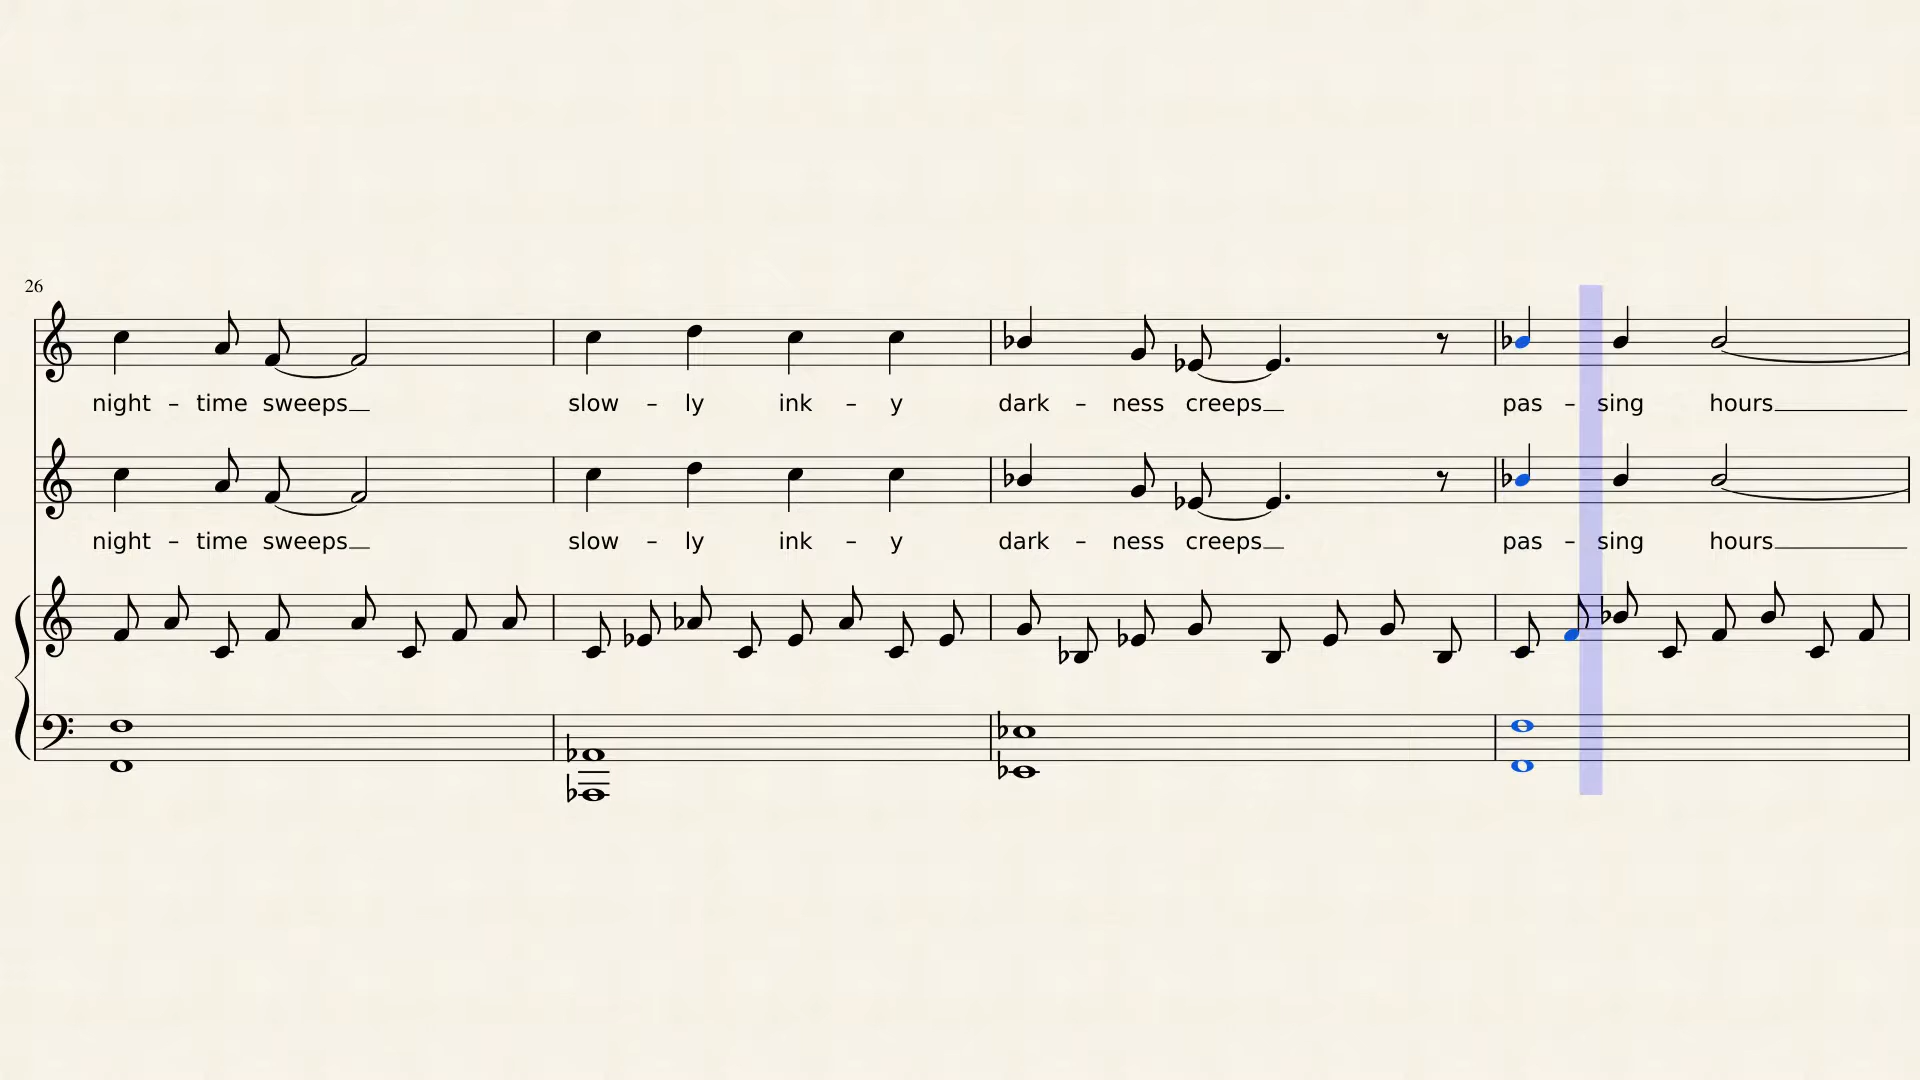 26
night – time sweeps slow – ly ink – y dark – ness creeps pas – sing hours
night – time sweeps slow – ly ink – y dark – ness creeps pas – sing hours